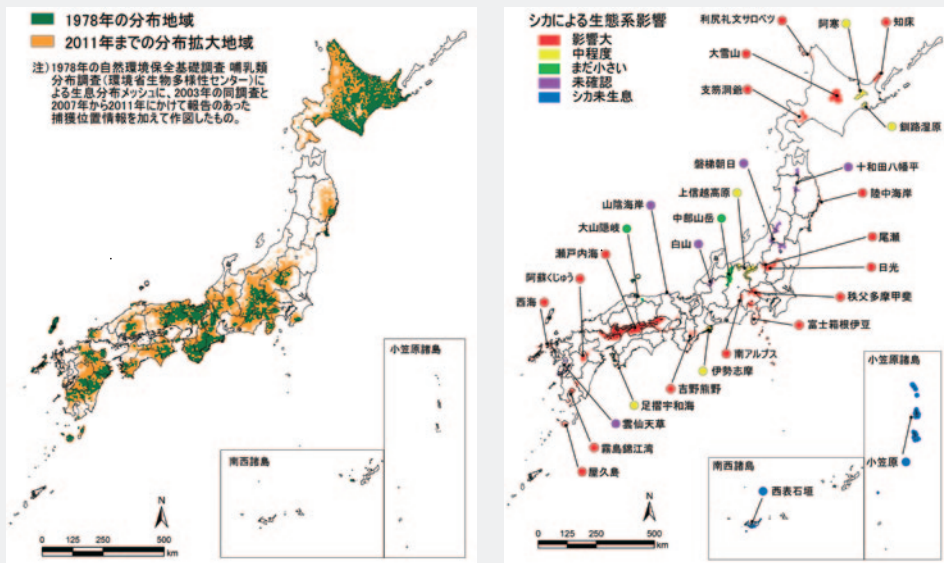 1978年の分布地域
2011年までの分布拡大地域
注)1978年の自然環境保全基礎調査 哺乳類
分布調査(環境省生物多様性センター)に
よる生息分布メッシュに、2003年の同調査と
2007年から2011年にかけて報告のあった
捕獲位置情報を加えて作図したもの。
小笠原諸島
南西諸島
N
0 125 250 500
km
シカによる生態系影響
影響大
中程度
まだ小さい
未確認
シカ未生息
利尻礼文サロベツ
阿寒
知床
大雪山
支笏洞爺
釧路湿原
磐梯朝日
十和田八幡平
山陰海岸
上信越高原
陸中海岸
大山隠岐
中部山岳
瀬戸内海
白山
尾瀬
阿蘇くじゅう
日光
西海
秩父多摩甲斐
富士箱根伊豆
南アルプス
伊勢志摩
吉野熊野
足摺宇和海
雲仙天草
霧島錦江湾
屋久島
小笠原諸島
小笠原
南西諸島
西表石垣
N
0 125 250 500
km